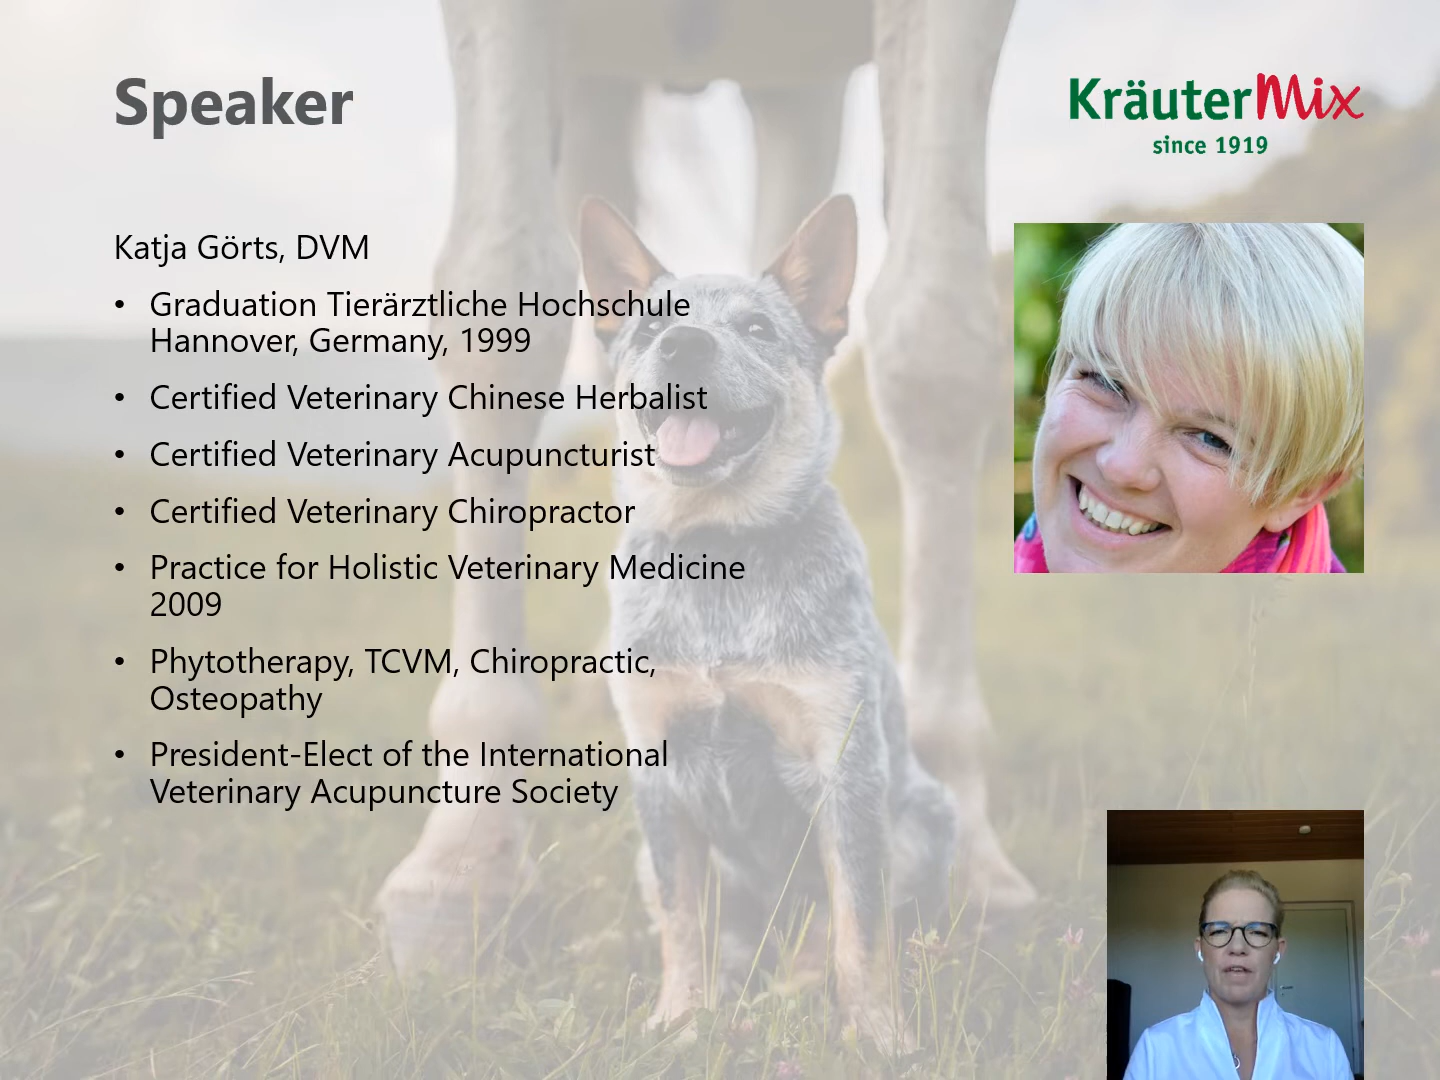 Speaker
KräuterMix
since 1919
Katja Görts, DVM
• Graduation Tierärztliche Hochschule
Hannover, Germany, 1999
• Certified Veterinary Chinese Herbalist
• Certified Veterinary Acupuncturist
• Certified Veterinary Chiropractor
• Practice for Holistic Veterinary Medicine
2009
• Phytotherapy, TCVM, Chiropractic,
Osteopathy
• President-Elect of the International
Veterinary Acupuncture Society